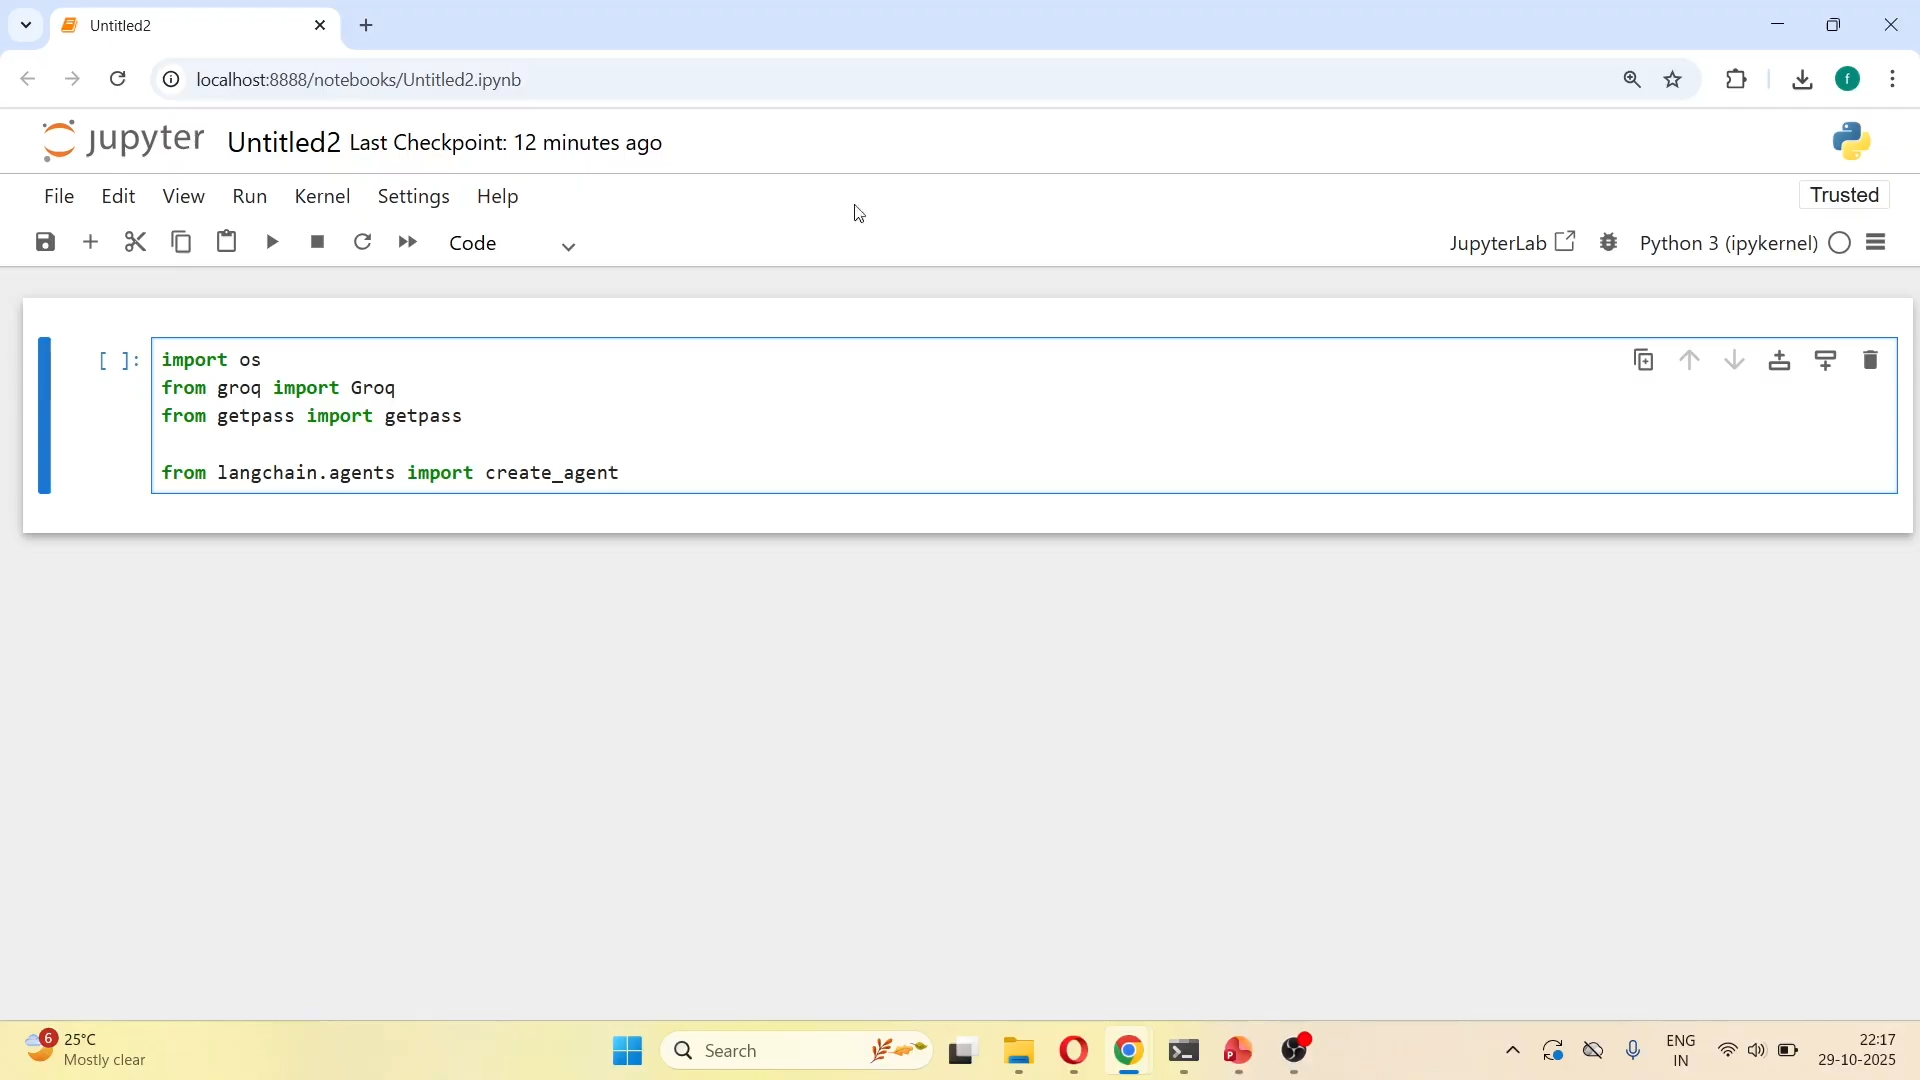 Untitled2
localhost:8888/notebooks/Untitled2.ipynb
f
jupyter Untitled2 Last Checkpoint: 12 minutes ago
File Edit View Run Kernel Settings Help
Trusted
Code
JupyterLab
Python 3 (ipykernel)
[ ]:
import os
from groq import Groq
from getpass import getpass
from langchain.agents import create_agent
6
25°C
Mostly clear
Search
P
ENG
IN
22:17
29-10-2025